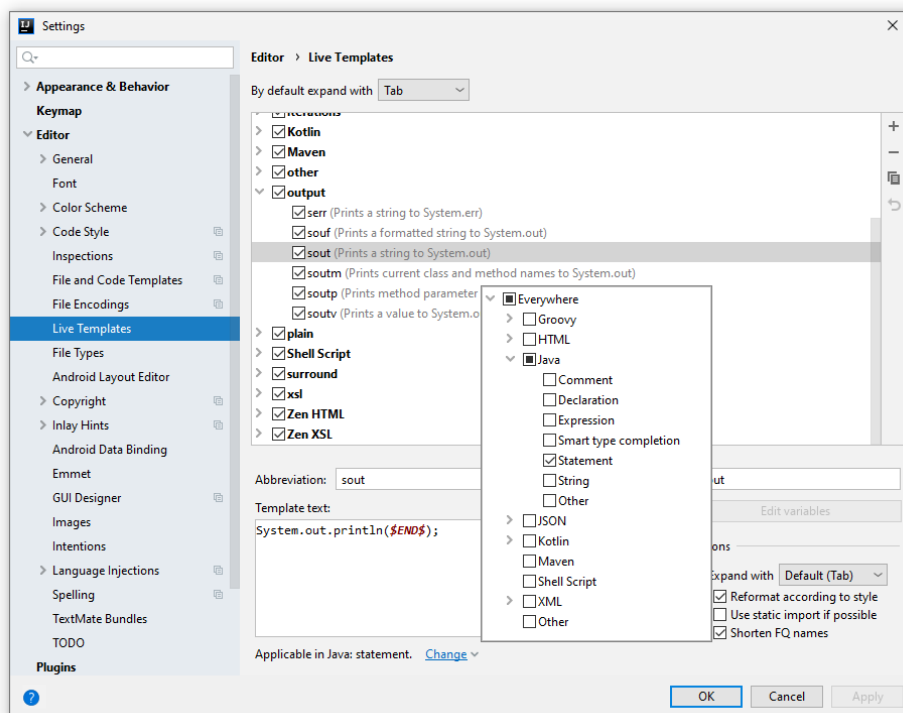 Settings
Appearance & Behavior
Keymap
Editor
General
Font
Color Scheme
Code Style
Inspections
File and Code Templates
File Encodings
Live Templates
File Types
Android Layout Editor
Copyright
Inlay Hints
Android Data Binding
Emmet
GUI Designer
Images
Intentions
Language Injections
Spelling
TextMate Bundles
TODO
Plugins
Editor › Live Templates
By default expand with Tab
iterations
Kotlin
Maven
other
output
serr (Prints a string to System.err)
souf (Prints a formatted string to System.out)
sout (Prints a string to System.out)
soutm (Prints current class and method names to System.out)
soutp (Prints method parameter
soutv (Prints a value to System.o
plain
Shell Script
surround
xsl
Zen HTML
Zen XSL
Everywhere
Groovy
HTML
Java
Comment
Declaration
Expression
Smart type completion
Statement
String
Other
JSON
Kotlin
Maven
Shell Script
XML
Other
Abbreviation: sout
out
Template text:
System.out.println($END$);
Edit variables
ons
Expand with Default (Tab)
Reformat according to style
Use static import if possible
Shorten FQ names
Applicable in Java: statement. Change
?
OK Cancel Apply